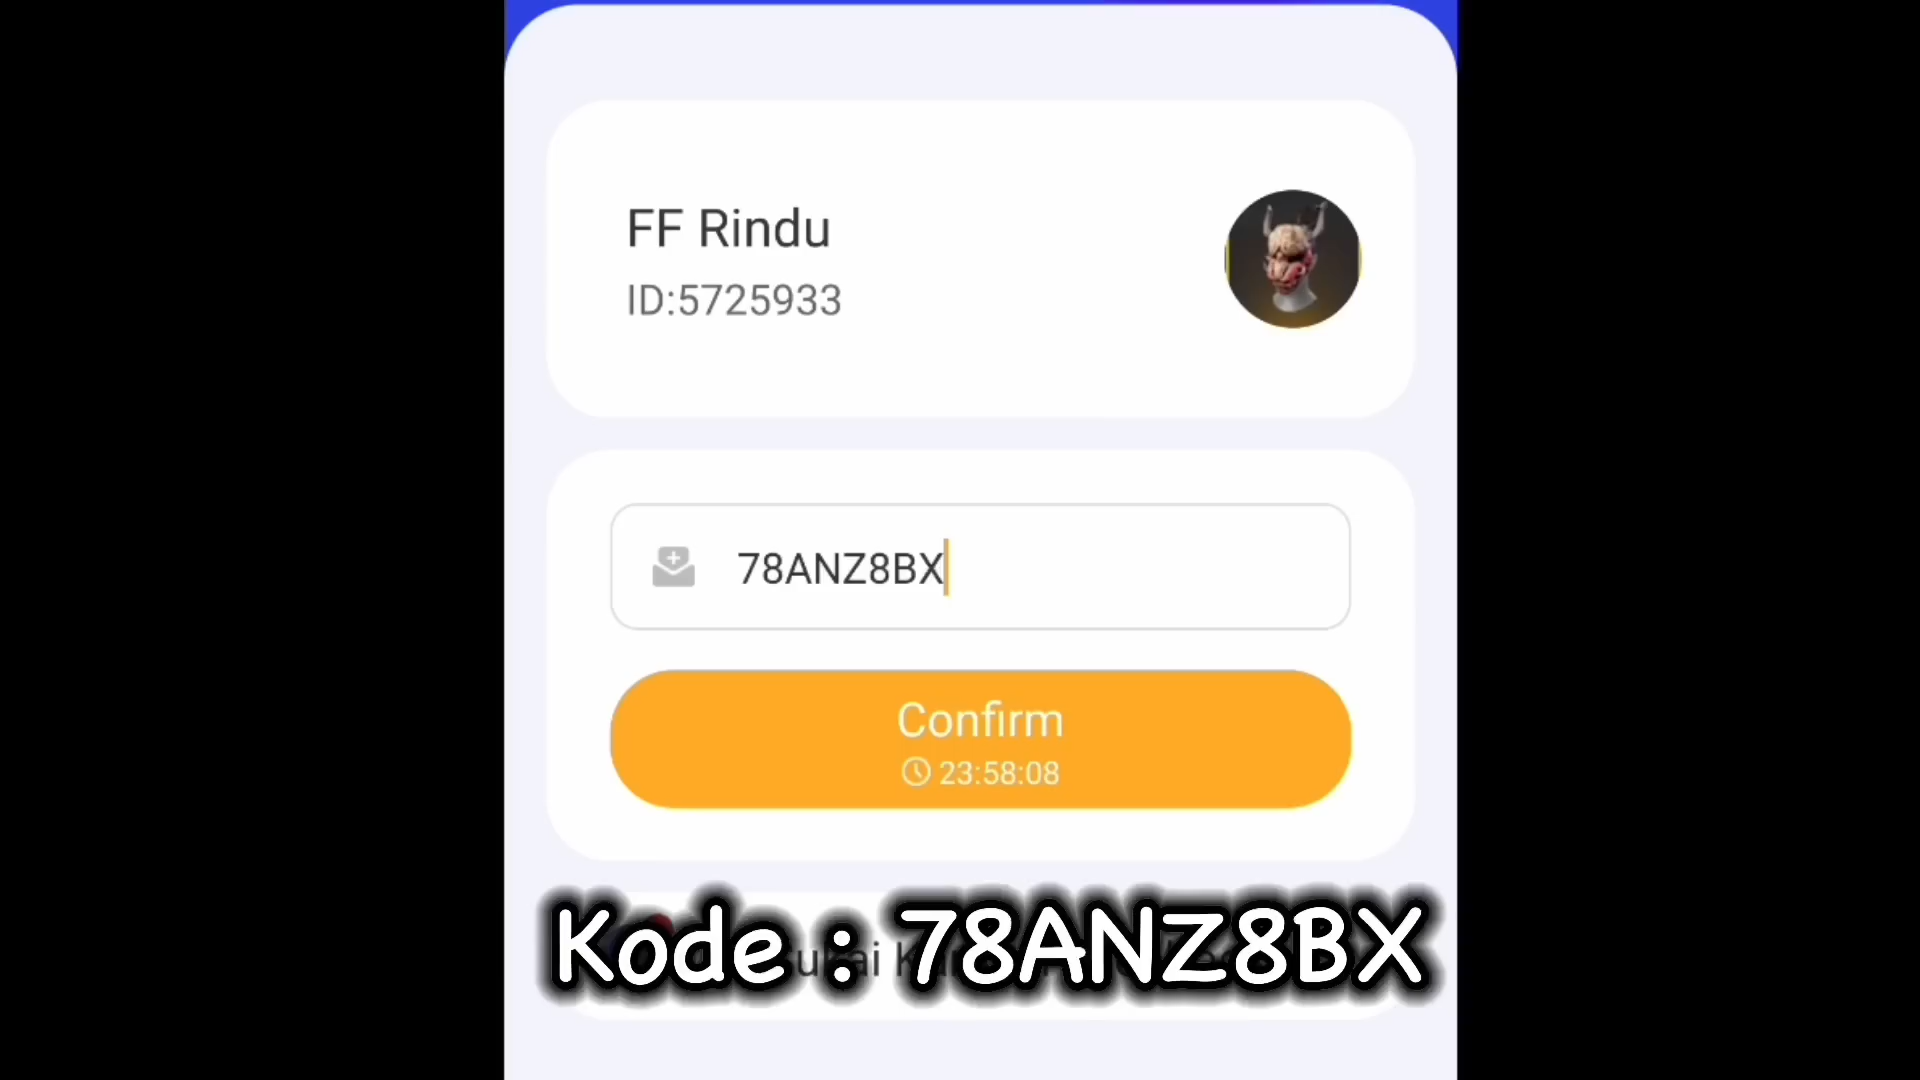 FF Rindu
ID:5725933
78ANZ8BX
Confirm
23:58:08
Kode : 78ANZ8BX